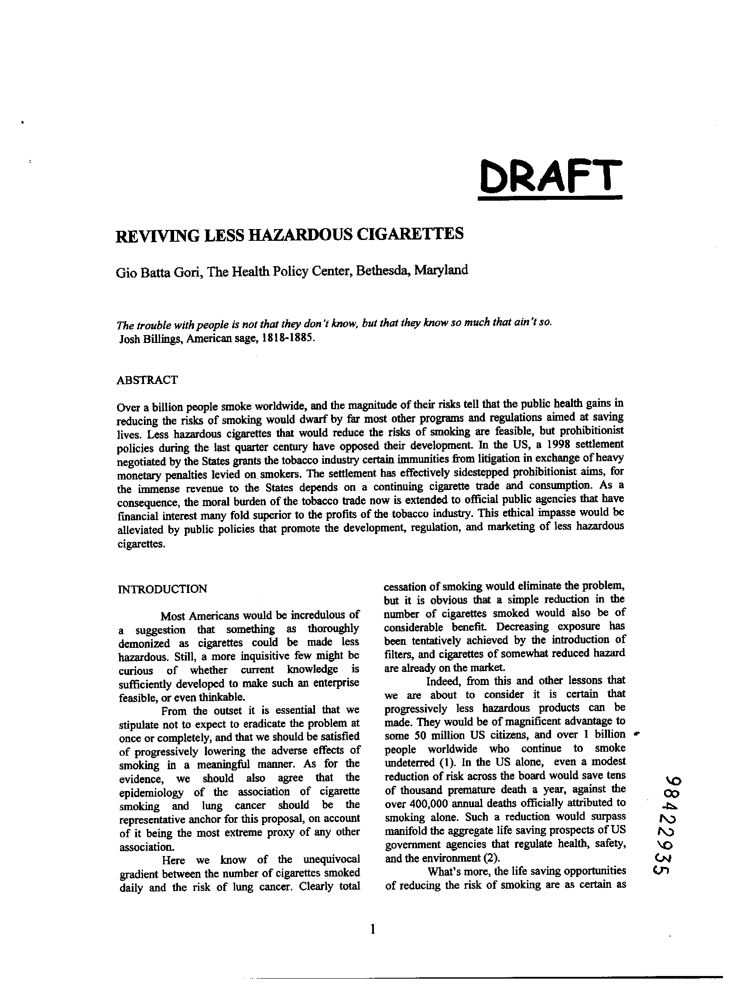 DRAFT
REVIVING LESS HAZARDOUS CIGARETTES
Gio Batta Gori, The Health Policy Center, Bethesda, Maryland
The trouble with people is not that they don't know, but that they know so much that ain't so.
Josh Billings, American sage, 1818-1885.
ABSTRACT
Over a billion people smoke worldwide, and the magnitude of their risks tell that the public health gains in
reducing the risks of smoking would dwarf by far most other programs and regulations aimed at saving
lives. Less hazardous cigarettes that would reduce the risks of smoking are feasible, but prohibitionist
policies during the last quarter century have opposed their development. In the US, a 1998 settlement
negotiated by the States grants the tobacco industry certain immunities from litigation in exchange of heavy
monetary penalties levied on smokers. The settlement has effectively sidestepped prohibitionist aims, for
the immense revenue to the States depends on a continuing cigarette trade and consumption. As a
consequence, the moral burden of the tobacco trade now is extended to official public agencies that have
financial interest many fold superior to the profits of the tobacco industry. This ethical impasse would be
alleviated by public policies that promote the development, regulation, and marketing of less hazardous
cigarettes.
INTRODUCTION
Most Americans would be incredulous of
a suggestion that something as thoroughly
demonized as cigarettes could be made less
hazardous. Still, a more inquisitive few might be
curious of whether current knowledge is
sufficiently developed to make such an enterprise
feasible, or even thinkable.
From the outset it is essential that we
stipulate not to expect to eradicate the problem at
once or completely, and that we should be satisfied
of progressively lowering the adverse effects of
smoking in a meaningful manner. As for the
evidence, we should also agree that the
epidemiology of the association of cigarette
smoking and lung cancer should be the
representative anchor for this proposal, on account
of it being the most extreme proxy of any other
association.
Here we know of the unequivocal
gradient between the number of cigarettes smoked
daily and the risk of lung cancer. Clearly total
cessation of smoking would eliminate the problem,
but it is obvious that a simple reduction in the
number of cigarettes smoked would also be of
considerable benefit. Decreasing exposure has
been tentatively achieved by the introduction of
filters, and cigarettes of somewhat reduced hazard
are already on the market.
Indeed, from this and other lessons that
we are about to consider it is certain that
progressively less hazardous products can be
made. They would be of magnificent advantage to
some 50 million US citizens, and over 1 billion
people worldwide who continue to smoke
undeterred (1). In the US alone, even a modest
reduction of risk across the board would save tens
of thousand premature death a year, against the
over 400,000 annual deaths officially attributed to
smoking alone. Such a reduction would surpass
manifold the aggregate life saving prospects of US
government agencies that regulate health, safety,
and the environment (2).
What's more, the life saving opportunities
of reducing the risk of smoking are as certain as
98422935
1